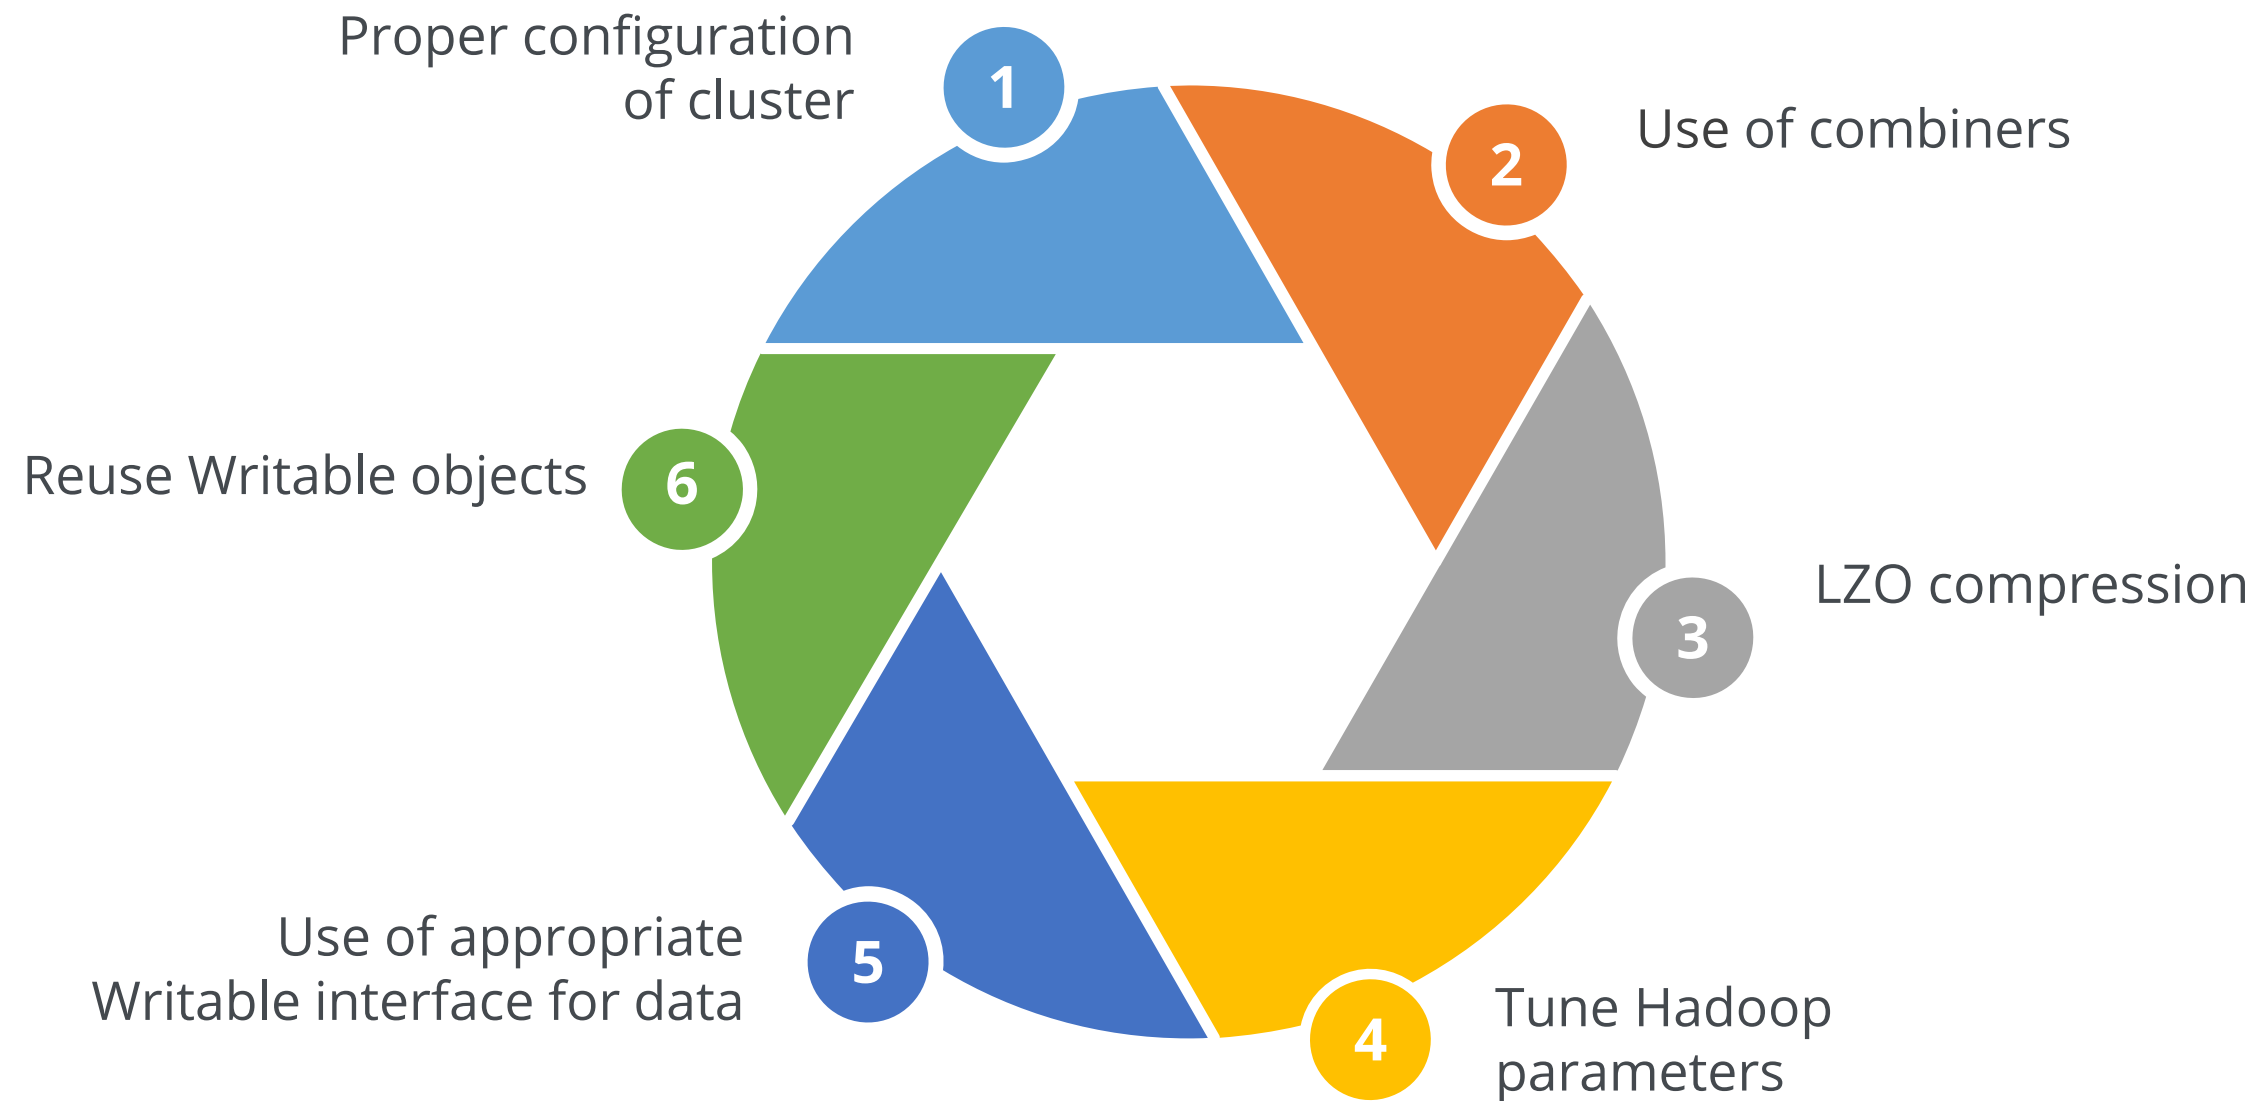 1
Proper configuration
of cluster
2
Use of combiners
3
LZO compression
4
Tune Hadoop
parameters
5
Use of appropriate
Writable interface for data
6
Reuse Writable objects